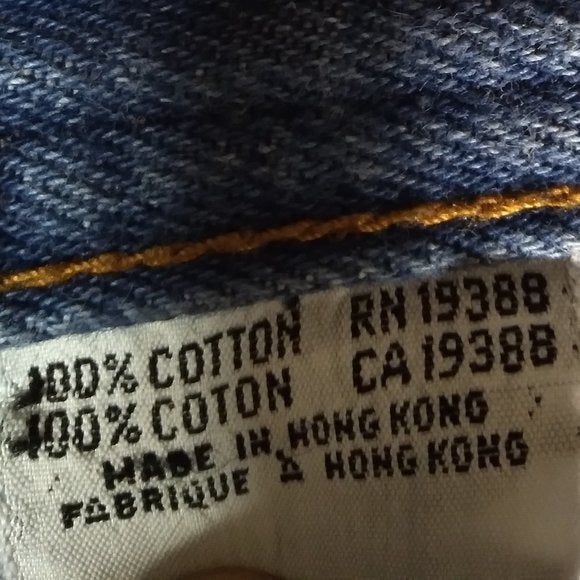 100% COTTON RN 19388
100% COTON CA 19388
MADE IN HONG KONG
FABRIQUE A HONG KONG